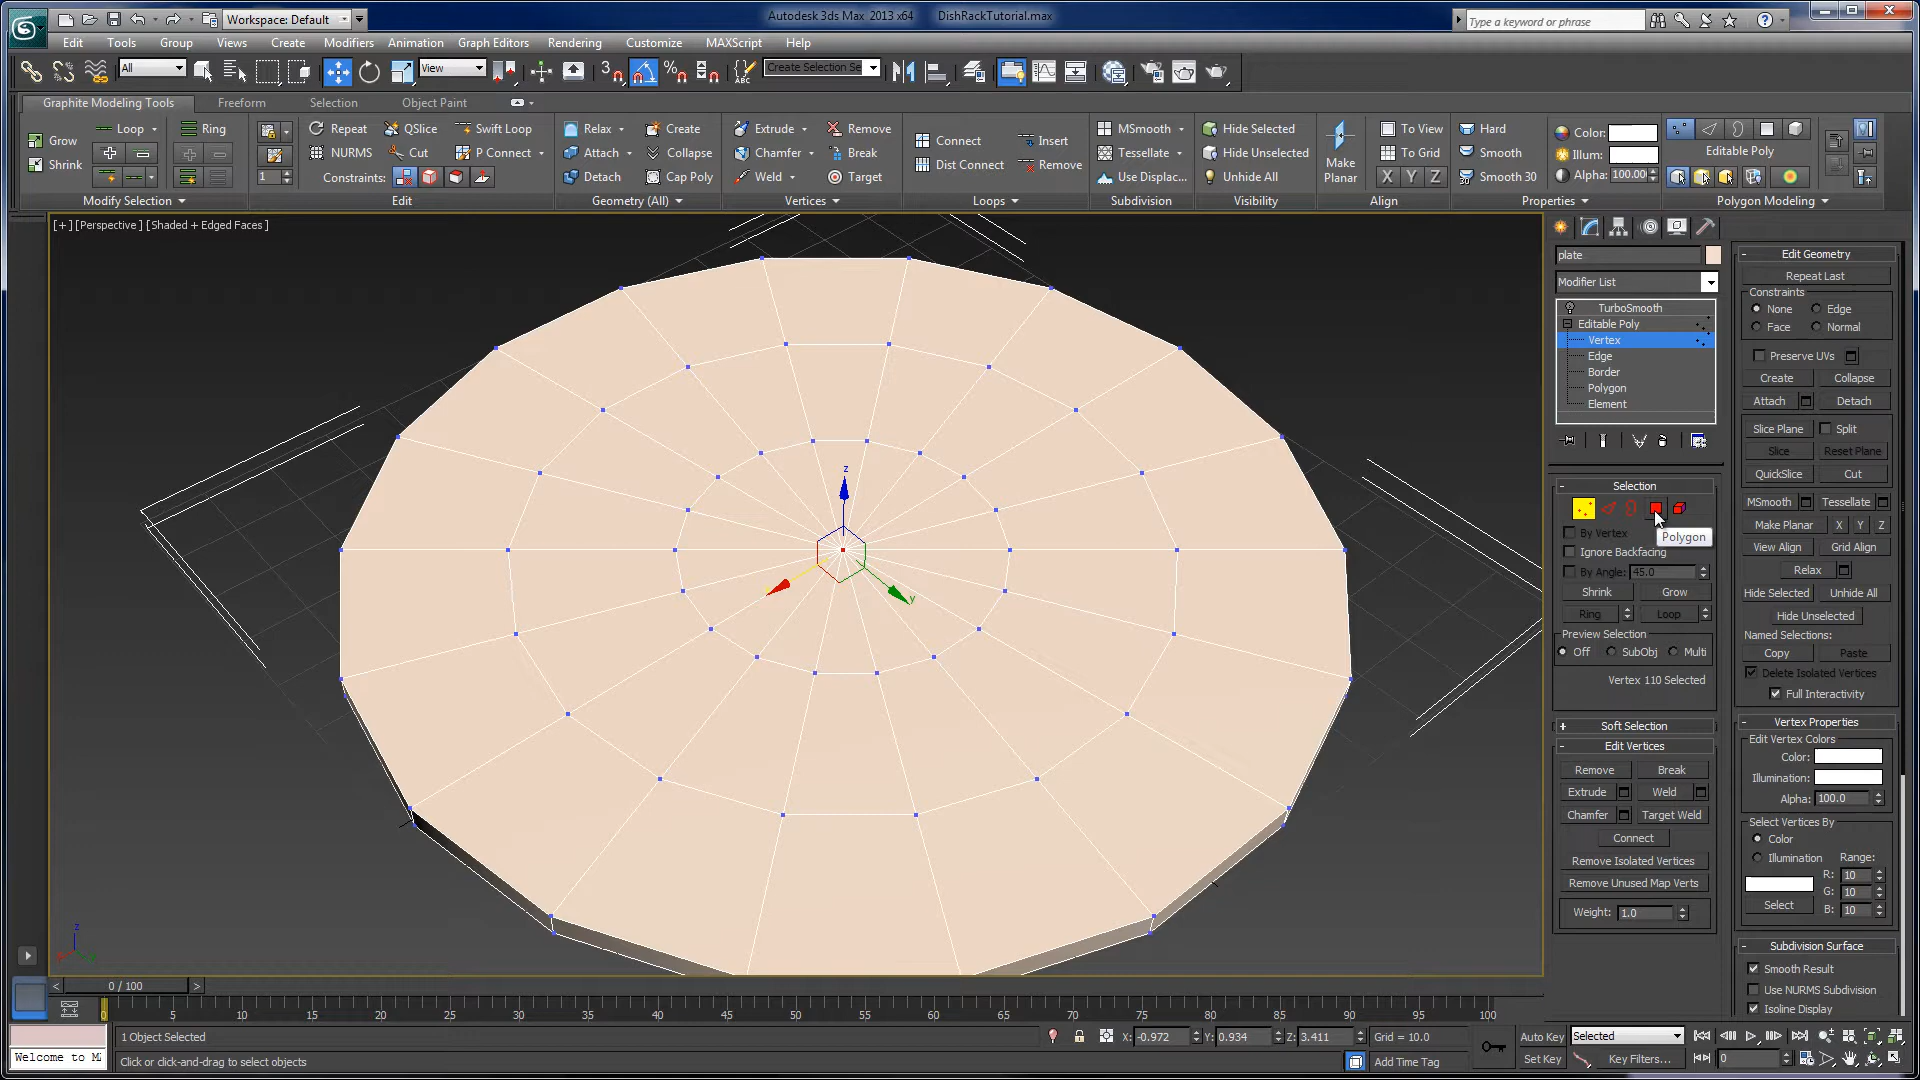 Workspace: Default
Autodesk 3ds Max 2013 x64 DishRackTutorial.max
Type a keyword or phrase
Edit Tools Group Views Create Modifiers Animation Graph Editors Rendering Customize MAXScript Help
All View Create Selection Se
Graphite Modeling Tools Freeform Selection Object Paint
Grow Loop Ring Repeat QSlice Swift Loop Relax Create Extrude Remove Connect Insert MSmooth Hide Selected To View Hard Color:
Shrink NURMS Cut P Connect Attach Collapse Chamfer Break Dist Connect Remove Tessellate Hide Unselected Make Planar To Grid Smooth Illum: Editable Poly
1 Constraints: Detach Cap Poly Weld Target Use Displac... Unhide All X Y Z Smooth 30 Alpha: 100.00
Modify Selection Edit Geometry (All) Vertices Loops Subdivision Visibility Align Properties Polygon Modeling
[+] [Perspective ] [Shaded + Edged Faces ]
z
y
z
plate
Modifier List
TurboSmooth
Editable Poly
Vertex
Edge
Border
Polygon
Element
Selection
By Vertex
Polygon
Ignore Backfacing
By Angle: 45.0
Shrink Grow
Ring Loop
Preview Selection
Off SubObj Multi
Vertex 110 Selected
Soft Selection
Edit Vertices
Remove Break
Extrude Weld
Chamfer Target Weld
Connect
Remove Isolated Vertices
Remove Unused Map Verts
Weight: 1.0
Edit Geometry
Repeat Last
Constraints
None Edge
Face Normal
Preserve UVs
Create Collapse
Attach Detach
Slice Plane Split
Slice Reset Plane
QuickSlice Cut
MSmooth Tessellate
Make Planar X Y Z
View Align Grid Align
Relax
Hide Selected Unhide All
Hide Unselected
Named Selections:
Copy Paste
Delete Isolated Vertices
Full Interactivity
Vertex Properties
Edit Vertex Colors
Color:
Illumination:
Alpha: 100.0
Select Vertices By
Color
Illumination Range:
R: 10
G: 10
Select B: 10
Subdivision Surface
Smooth Result
Use NURMS Subdivision
Isoline Display
< 0 / 100 >
0 5 10 15 20 25 30 35 40 45 50 55 60 65 70 75 80 85 90 95 100
1 Object Selected X: -0.972 Y: 0.934 Z: 3.411 Grid = 10.0 Auto Key Selected
Welcome to M Click or click-and-drag to select objects Add Time Tag Set Key Key Filters... 0